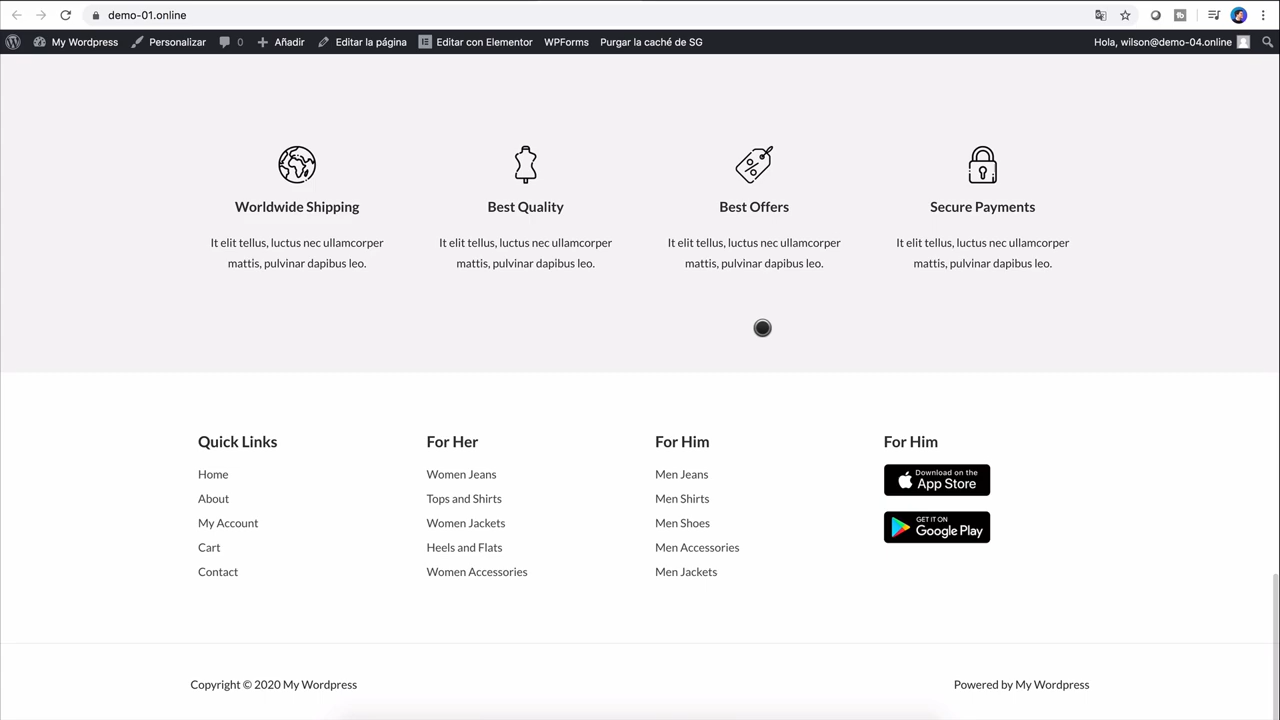 demo-01.online
My Wordpress Personalizar 0 Añadir Editar la página Editar con Elementor WPForms Purgar la caché de SG Hola, wilson@demo-04.online
Worldwide Shipping
It elit tellus, luctus nec ullamcorper
mattis, pulvinar dapibus leo.
Best Quality
It elit tellus, luctus nec ullamcorper
mattis, pulvinar dapibus leo.
Best Offers
It elit tellus, luctus nec ullamcorper
mattis, pulvinar dapibus leo.
Secure Payments
It elit tellus, luctus nec ullamcorper
mattis, pulvinar dapibus leo.
Quick Links
Home
About
My Account
Cart
Contact
For Her
Women Jeans
Tops and Shirts
Women Jackets
Heels and Flats
Women Accessories
For Him
Men Jeans
Men Shirts
Men Shoes
Men Accessories
Men Jackets
For Him
Download on the
App Store
GET IT ON
Google Play
Copyright © 2020 My Wordpress
Powered by My Wordpress